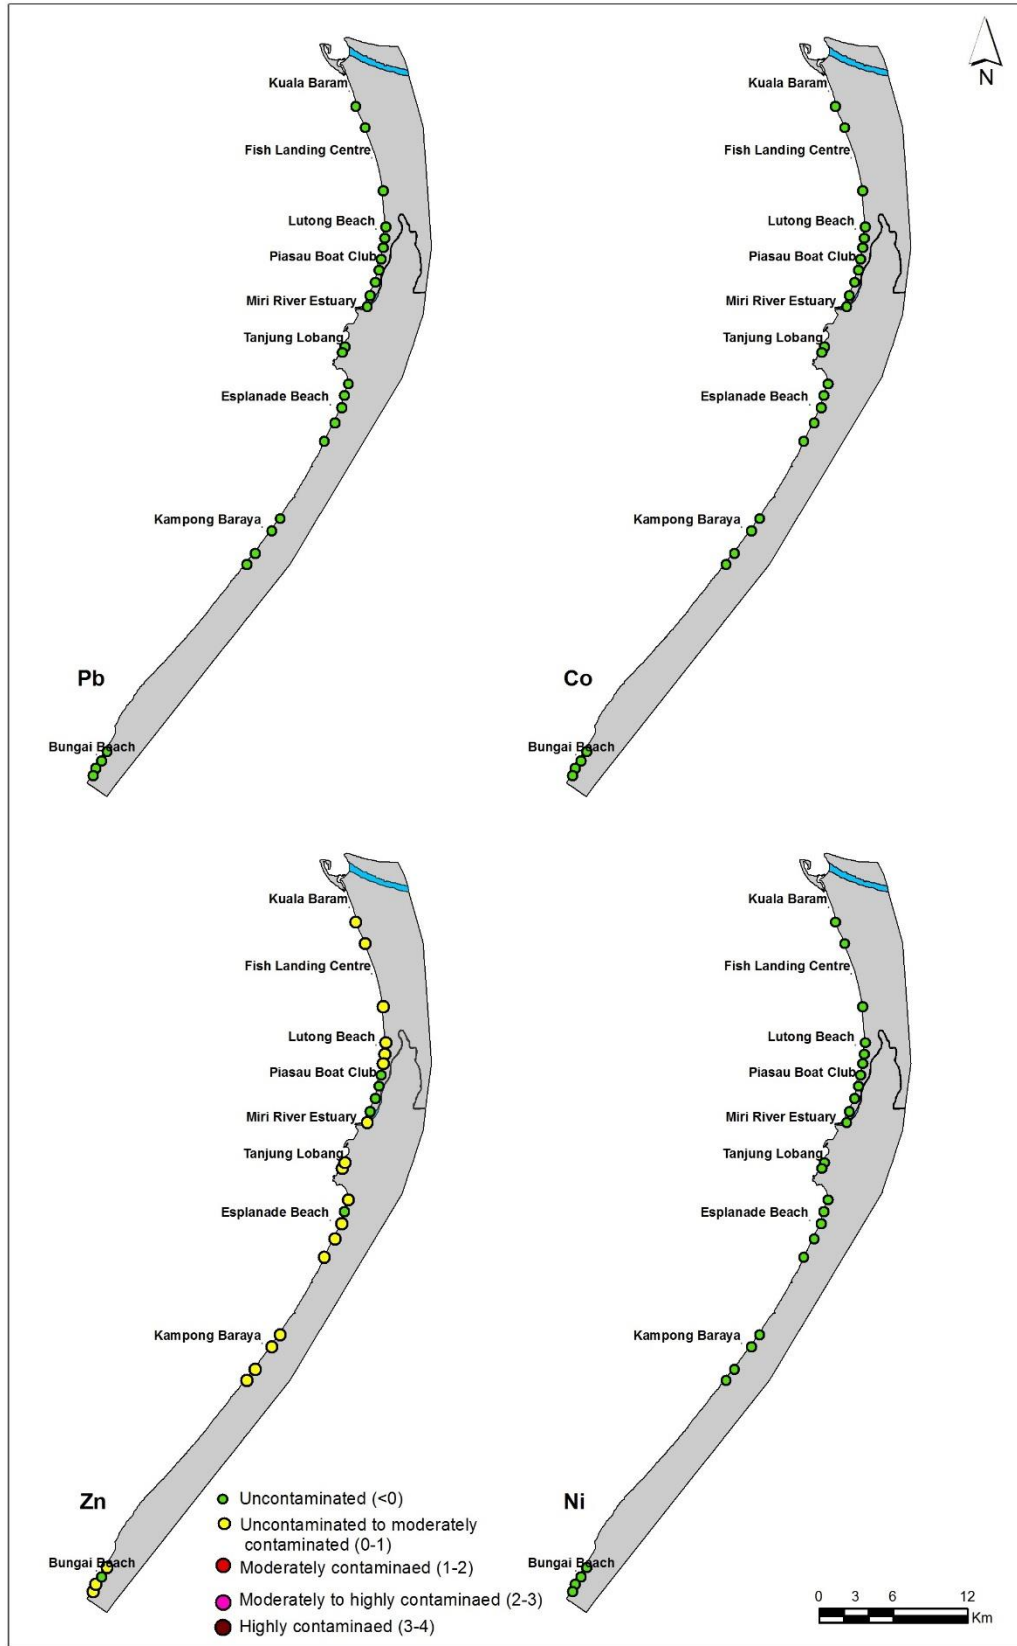 N
Kuala Baram
Fish Landing Centre
Lutong Beach
Piasau Boat Club
Miri River Estuary
Tanjung Lobang
Esplanade Beach
Kampong Baraya
Pb
Bungai Beach
Kuala Baram
Fish Landing Centre
Lutong Beach
Piasau Boat Club
Miri River Estuary
Tanjung Lobang
Esplanade Beach
Kampong Baraya
Co
Bungai Beach
Kuala Baram
Fish Landing Centre
Lutong Beach
Piasau Boat Club
Miri River Estuary
Tanjung Lobang
Esplanade Beach
Kampong Baraya
Zn
Bungai Beach
Uncontaminated (<0)
Uncontaminated to moderately
contaminated (0-1)
Moderately contaminaed (1-2)
Moderately to highly contaminaed (2-3)
Highly contaminaed (3-4)
Kuala Baram
Fish Landing Centre
Lutong Beach
Piasau Boat Club
Miri River Estuary
Tanjung Lobang
Esplanade Beach
Kampong Baraya
Ni
Bungai Beach
0 3 6 12
Km